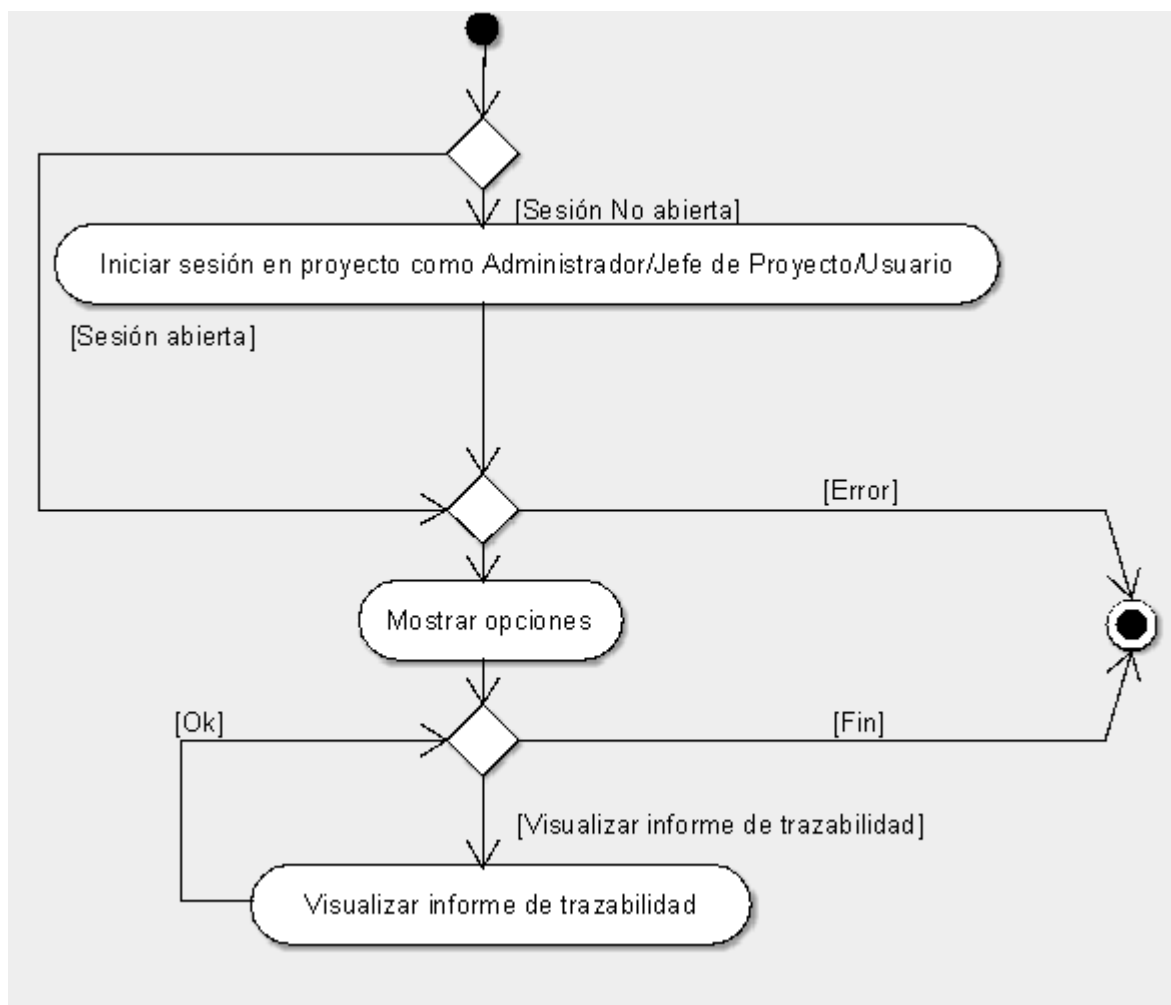 [Sesión No abierta]
Iniciar sesión en proyecto como Administrador/Jefe de Proyecto/Usuario
[Sesión abierta]
[Error]
Mostrar opciones
[Ok]
[Fin]
[Visualizar informe de trazabilidad]
Visualizar informe de trazabilidad